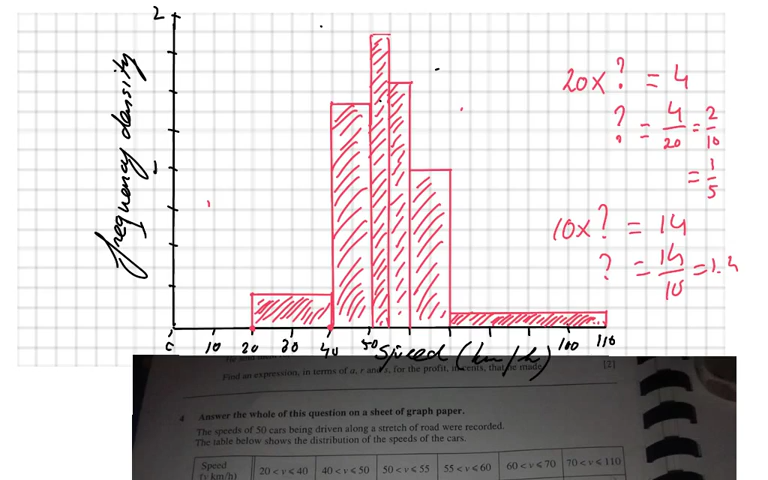 2
frequency density
1
0 10 20 30 40 50 100 110
Speed (km/h)
20x ? = 4
? = 4/20 = 2/10
= 1/5
10x ? = 14
? = 14/10 = 1.4
Find an expression, in terms of a, r and s, for the profit, in cents, that he made. [2]
4 Answer the whole of this question on a sheet of graph paper.
The speeds of 50 cars being driven along a stretch of road were recorded.
The table below shows the distribution of the speeds of the cars.
Speed
(v km/h) 20 < v ≤ 40 40 < v ≤ 50 50 < v ≤ 55 55 < v ≤ 60 60 < v ≤ 70 70 < v ≤ 110